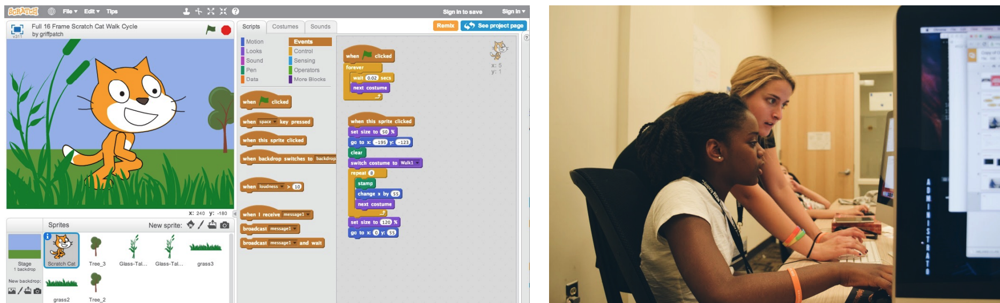 SCRATCH File Edit Tips Sign in to save Sign in
Full 16 Frame Scratch Cat Walk Cycle
by griffpatch
v311
Scripts Costumes Sounds
Remix See project page
Motion Events
Looks Control
Sound Sensing
Pen Operators
Data More Blocks
when clicked
when space key pressed
when this sprite clicked
when backdrop switches to backdrop
when loudness > 10
when I receive message1
broadcast message1
broadcast message1 and wait
when clicked
forever
wait 0.02 secs
next costume
when this sprite clicked
set size to 50 %
go to x: -195 y: -123
clear
switch costume to Walk1
repeat 8
stamp
change x by 55
next costume
set size to 120 %
go to x: 0 y: 55
x: 5
y: 1
x: 240 y: -180
Sprites New sprite:
Stage
1 backdrop
New backdrop:
Scratch Cat Tree_3 Glass-Tal... Glass-Tal... grass3
grass2 Tree_2
ADMINISTRATO